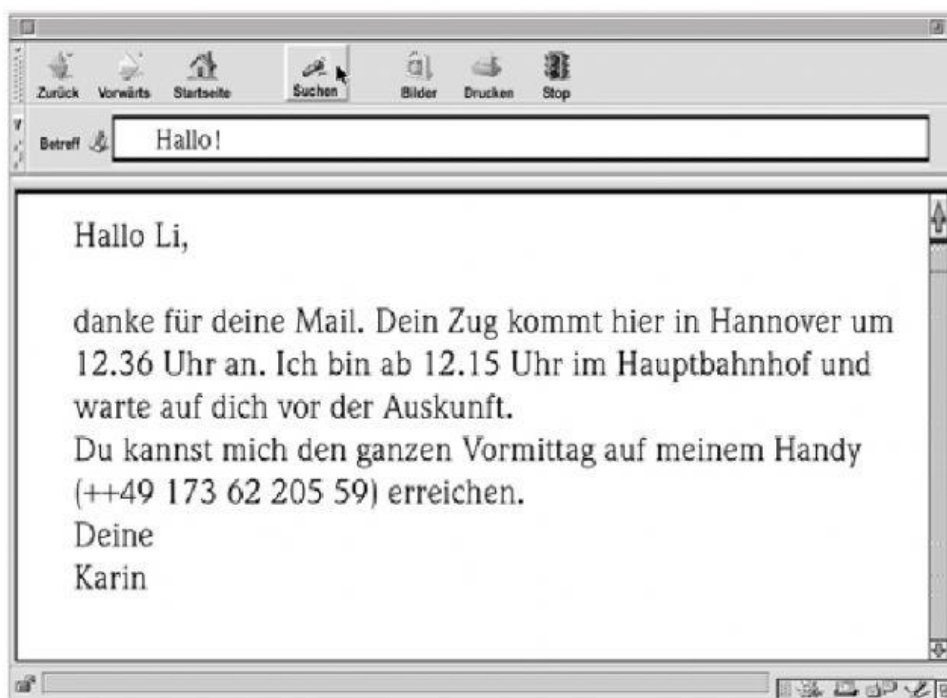 Zurück Vorwärts Startseite Suchen Bilder Drucken Stop
Betreff Hallo!
Hallo Li,
danke für deine Mail. Dein Zug kommt hier in Hannover um
12.36 Uhr an. Ich bin ab 12.15 Uhr im Hauptbahnhof und
warte auf dich vor der Auskunft.
Du kannst mich den ganzen Vormittag auf meinem Handy
(++49 173 62 205 59) erreichen.
Deine
Karin